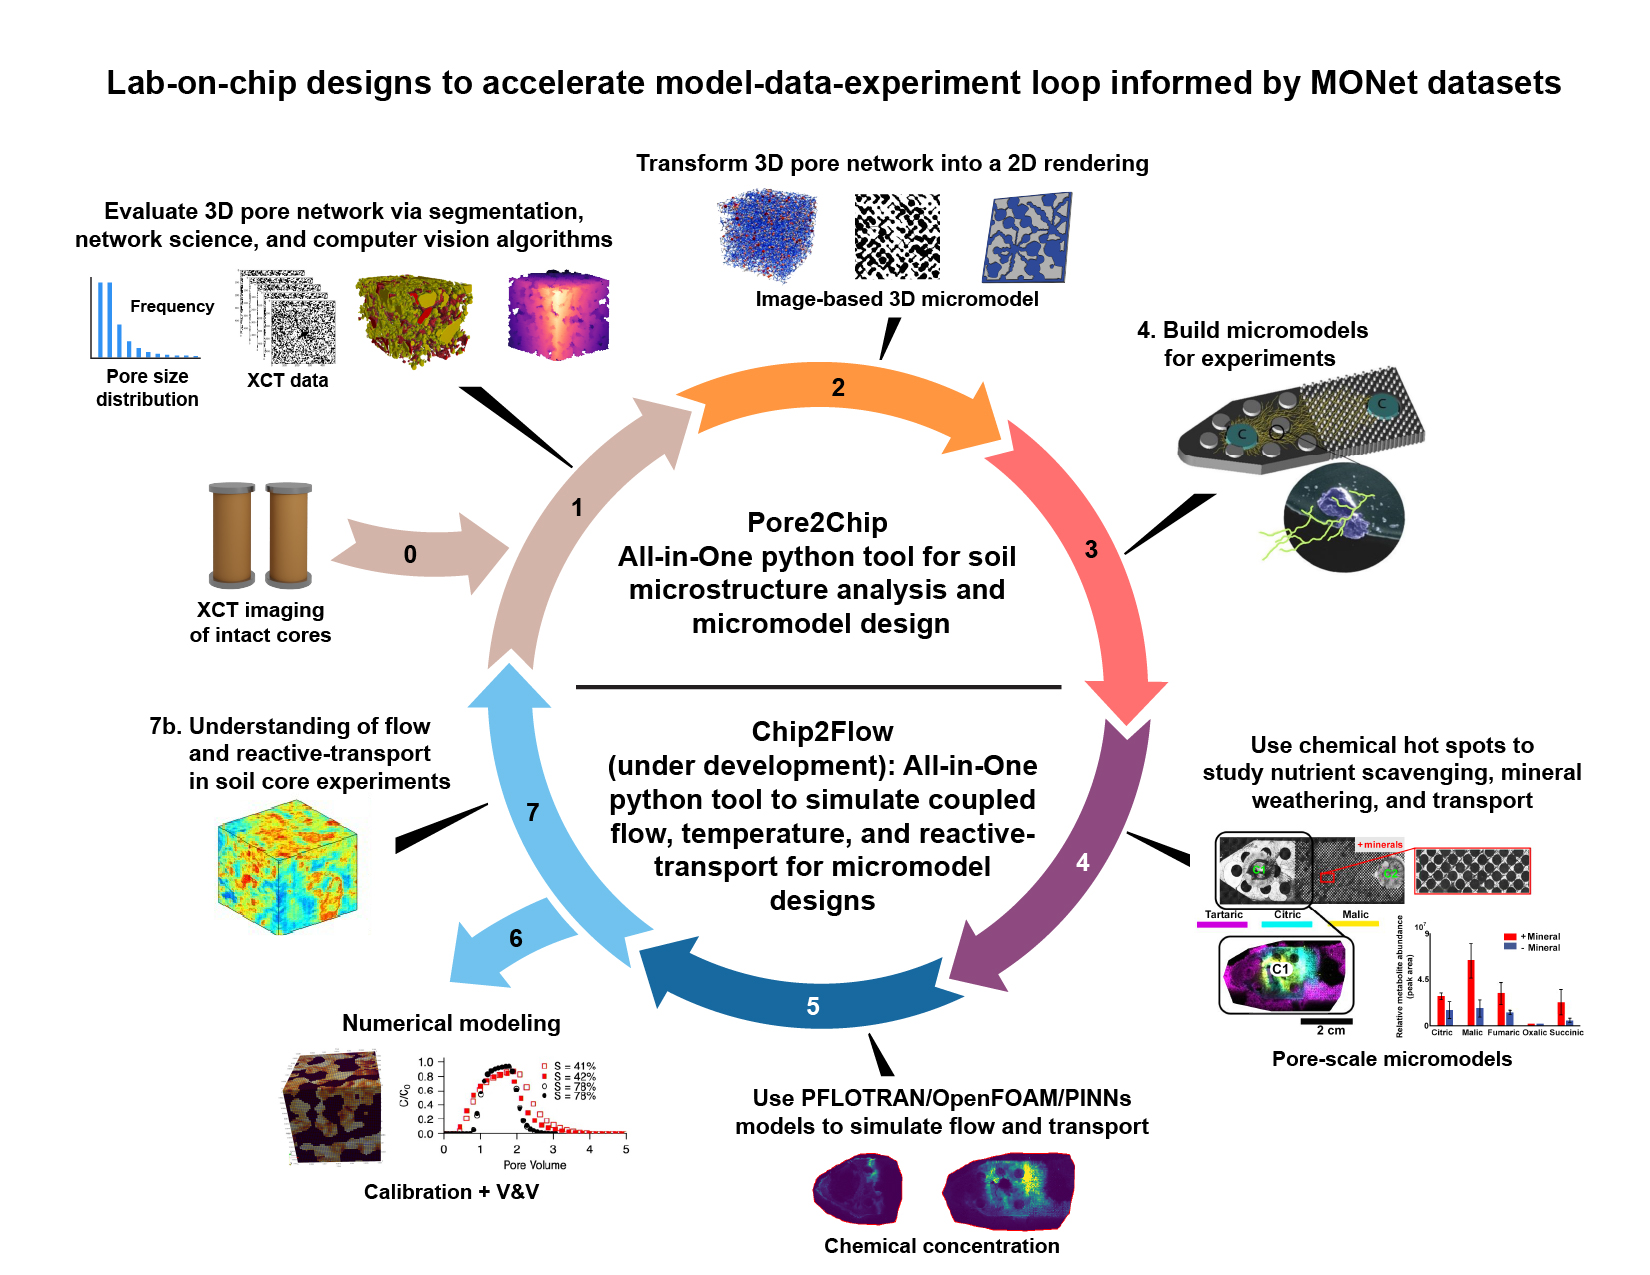 Lab-on-chip designs to accelerate model-data-experiment loop informed by MONet datasets
Transform 3D pore network into a 2D rendering
Image-based 3D micromodel
Evaluate 3D pore network via segmentation,
network science, and computer vision algorithms
Frequency
Pore size
distribution
XCT data
4. Build micromodels
for experiments
C
C
2
1
3
0
XCT imaging
of intact cores
Pore2Chip
All-in-One python tool for soil
microstructure analysis and
micromodel design
Chip2Flow
(under development): All-in-One
python tool to simulate coupled
flow, temperature, and reactive-
transport for micromodel
designs
7b. Understanding of flow
and reactive-transport
in soil core experiments
7
4
6
5
Use chemical hot spots to
study nutrient scavenging, mineral
weathering, and transport
+minerals
C1
C2
Tartaric
Citric
Malic
C1
2 cm
Relative metabolite abundance
(peak area)
10⁷
9
4.5
0
+Mineral
- Mineral
Citric Malic Fumaric Oxalic Succinic
Pore-scale micromodels
Numerical modeling
C/C₀
1.0
0.8
0.6
0.4
0.2
0.0
0 1 2 3 4 5
Pore Volume
S = 41%
S = 42%
S = 78%
S = 78%
Calibration + V&V
Use PFLOTRAN/OpenFOAM/PINNs
models to simulate flow and transport
Chemical concentration